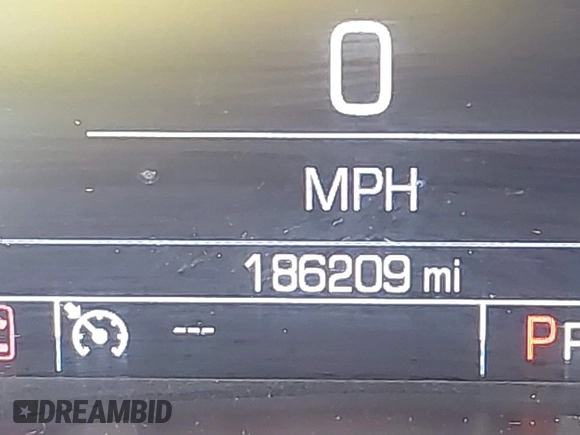 0
MPH
186209 mi
---
P
DREAMBID